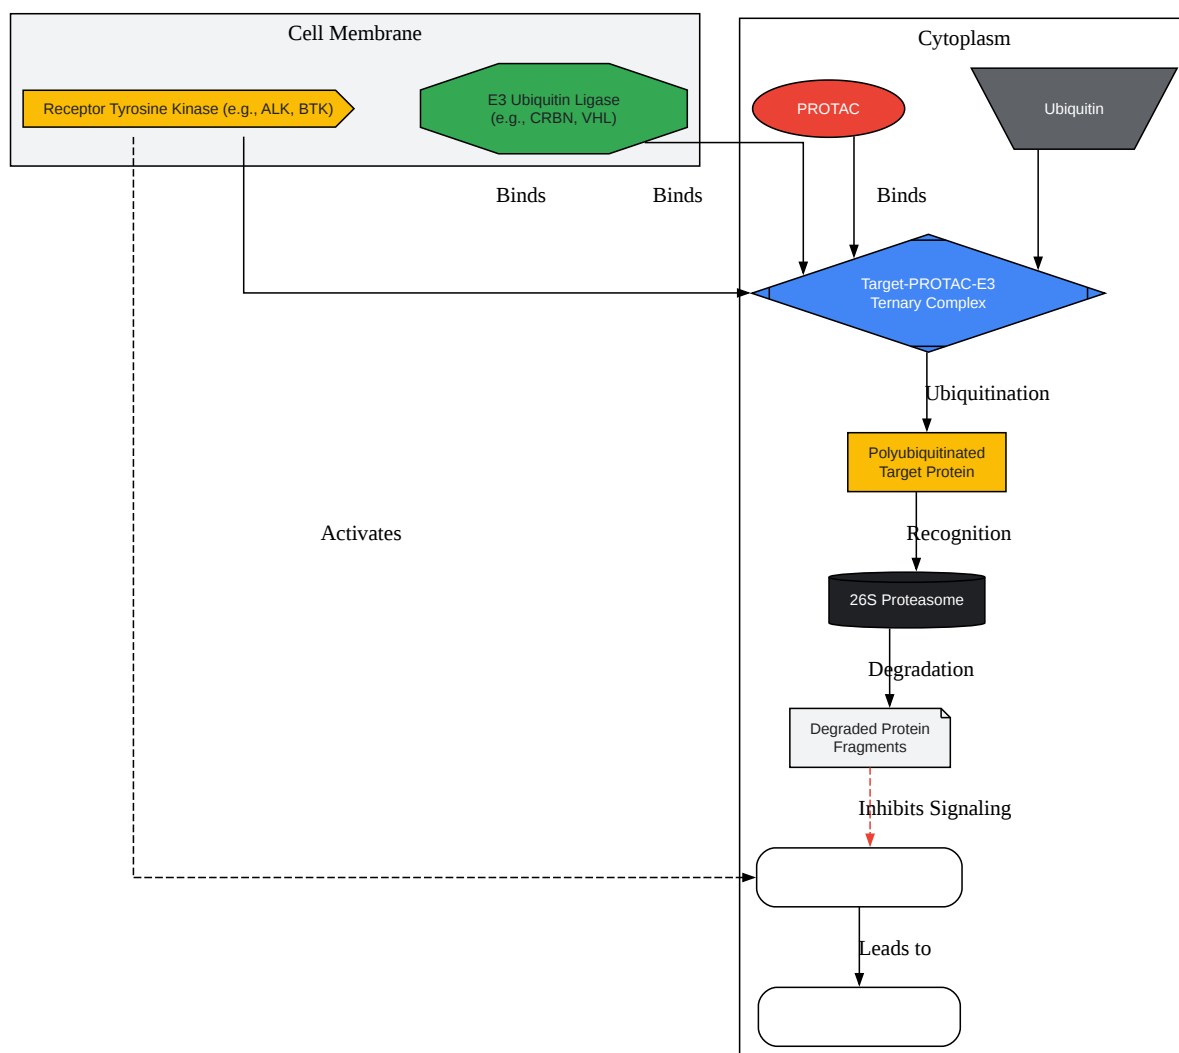 Cell Membrane
Receptor Tyrosine Kinase (e.g., ALK, BTK)
E3 Ubiquitin Ligase
(e.g., CRBN, VHL)
Cytoplasm
PROTAC
Ubiquitin
Binds
Binds
Binds
Target-PROTAC-E3
Ternary Complex
Ubiquitination
Polyubiquitinated
Target Protein
Recognition
Activates
26S Proteasome
Degradation
Degraded Protein
Fragments
Inhibits Signaling
Leads to